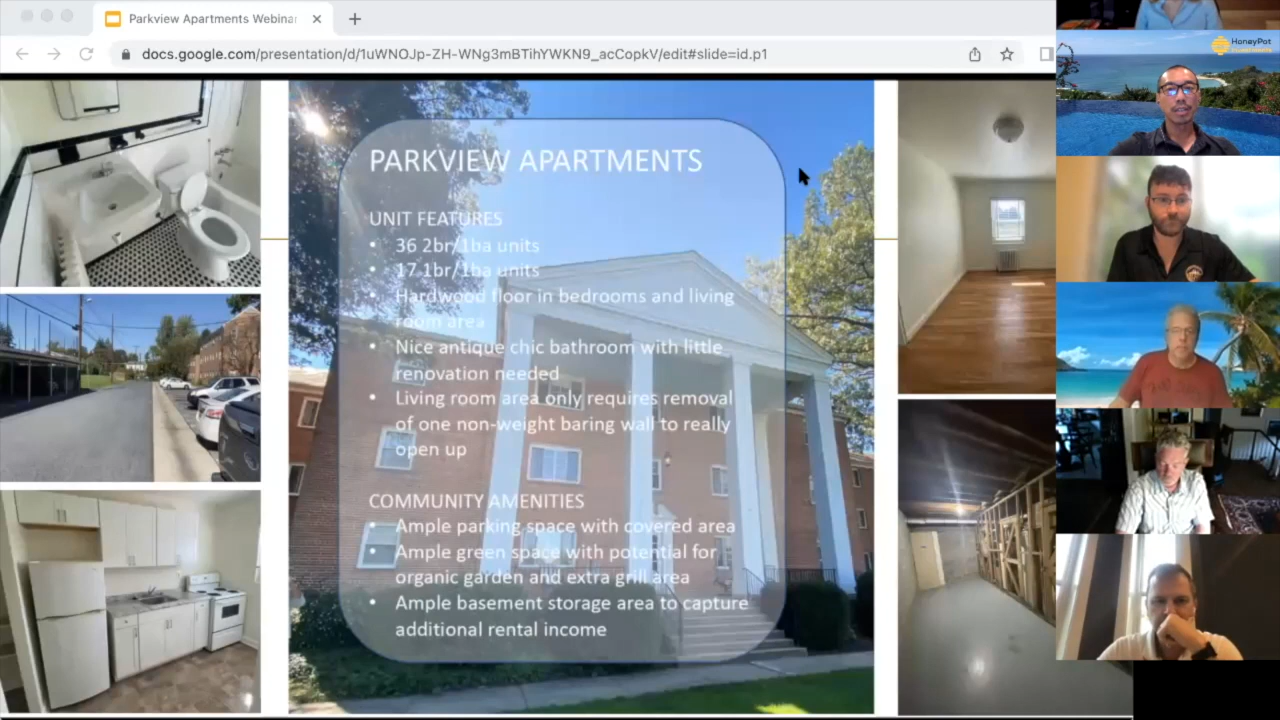 Parkview Apartments Webinar
docs.google.com/presentation/d/1uWNOJp-ZH-WNg3mBTihYWKN9_acCopkV/edit#slide=id.p1
HoneyPot
PARKVIEW APARTMENTS
UNIT FEATURES
• 36 2br/1ba units
• 17 1br/1ba units
• Hardwood floor in bedrooms and living
room area
• Nice antique chic bathroom with little
renovation needed
• Living room area only requires removal
of one non-weight baring wall to really
open up
COMMUNITY AMENITIES
• Ample parking space with covered area
• Ample green space with potential for
organic garden and extra grill area
• Ample basement storage area to capture
additional rental income